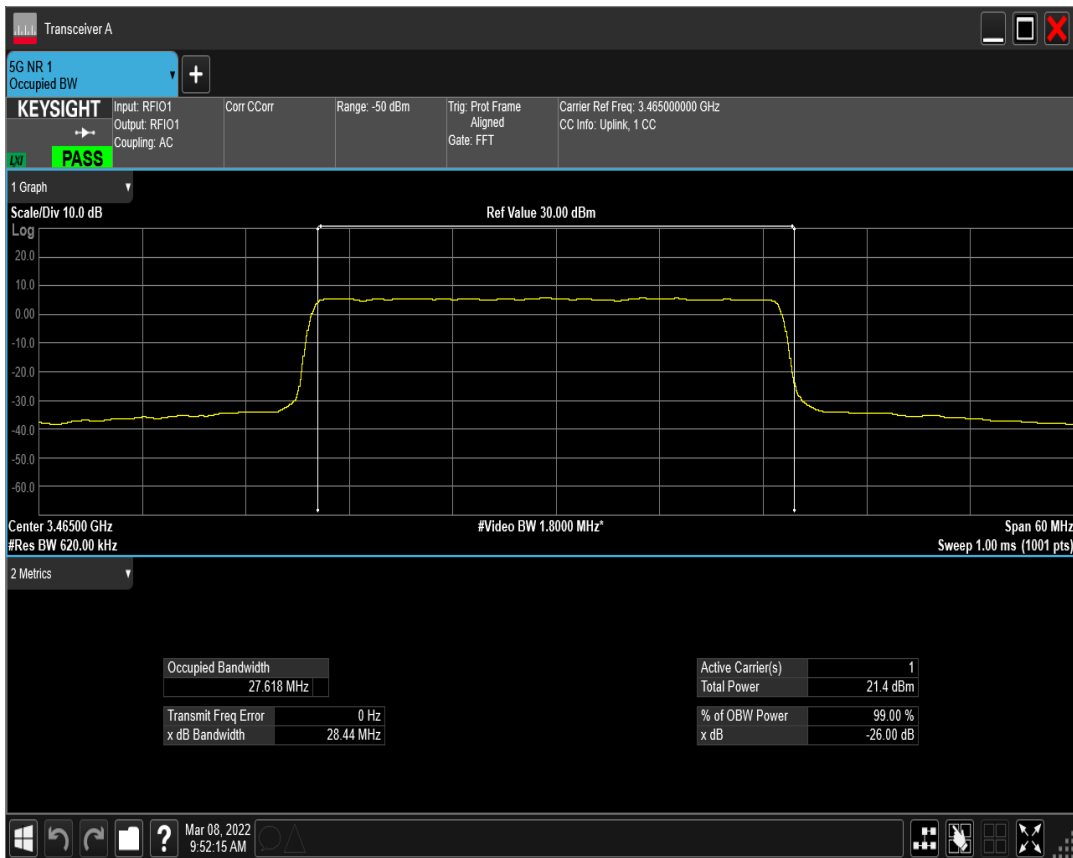 Transceiver A
5G NR 1
Occupied BW
+
KEYSIGHT
LXI
PASS
Input: RFIO1
Output: RFIO1
Coupling: AC
Corr CCorr
Range: -50 dBm
Trig: Prot Frame
Aligned
Gate: FFT
Carrier Ref Freq: 3.465000000 GHz
CC Info: Uplink, 1 CC
1 Graph
Scale/Div 10.0 dB
Ref Value 30.00 dBm
Log
20.0
10.0
0.00
-10.0
-20.0
-30.0
-40.0
-50.0
-60.0
Center 3.46500 GHz
#Video BW 1.8000 MHz*
Span 60 MHz
#Res BW 620.00 kHz
Sweep 1.00 ms (1001 pts)
2 Metrics
Occupied Bandwidth
27.618 MHz
Active Carrier(s) 1
Total Power 21.4 dBm
Transmit Freq Error 0 Hz
x dB Bandwidth 28.44 MHz
% of OBW Power 99.00 %
x dB -26.00 dB
?
Mar 08, 2022
9:52:15 AM